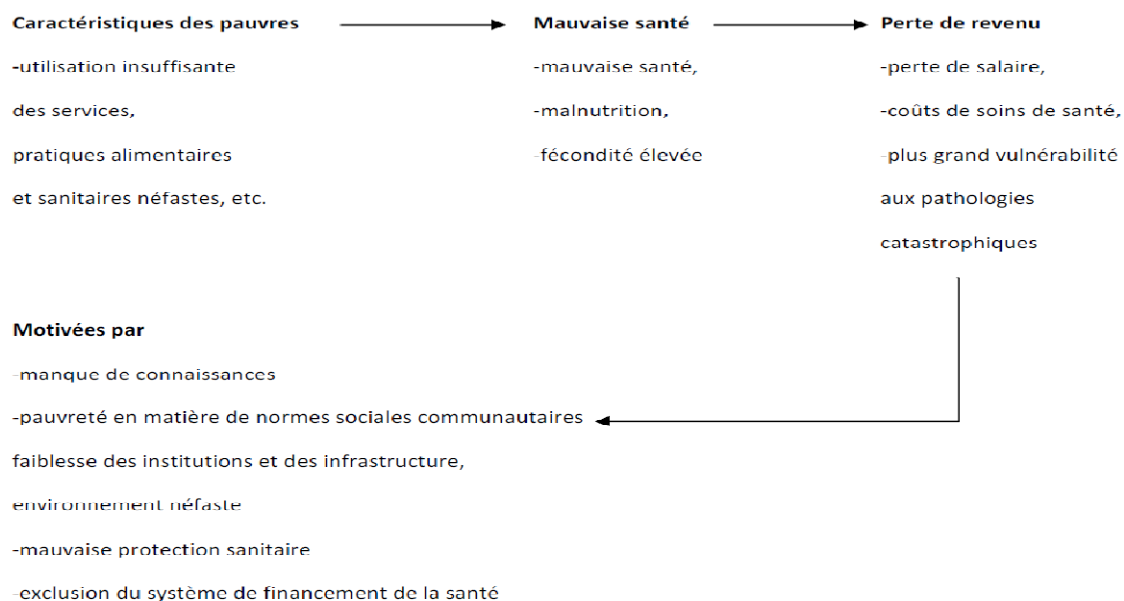 Caractéristiques des pauvres
-utilisation insuffisante
des services,
pratiques alimentaires
et sanitaires néfastes, etc.
Mauvaise santé
-mauvaise santé,
-malnutrition,
-fécondité élevée
Perte de revenu
-perte de salaire,
-coûts de soins de santé,
-plus grand vulnérabilité
aux pathologies
catastrophiques
Motivées par
-manque de connaissances
-pauvreté en matière de normes sociales communautaires
faiblesse des institutions et des infrastructure,
environnement néfaste
-mauvaise protection sanitaire
-exclusion du système de financement de la santé